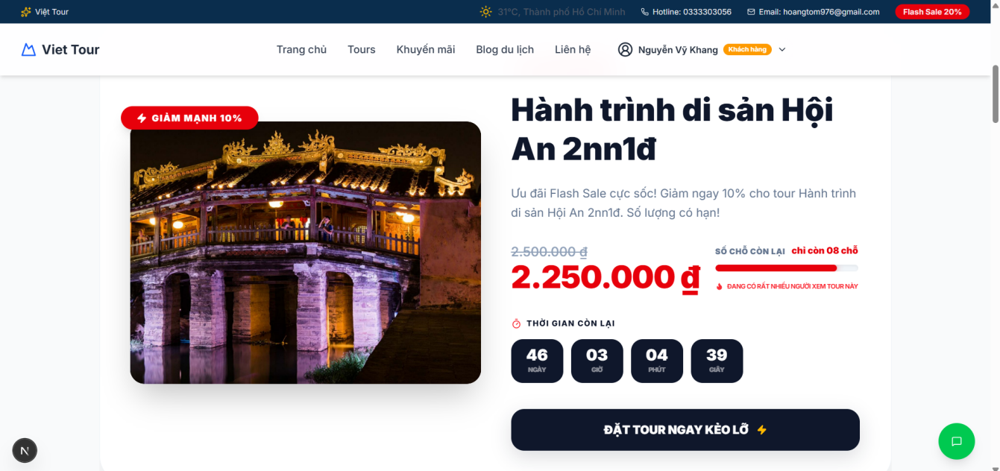 Việt Tour
31°C, Thành phố Hồ Chí Minh
Hotline: 0333303056
Email: hoangtom976@gmail.com
Flash Sale 20%
Viet Tour
Trang chủ
Tours
Khuyến mãi
Blog du lịch
Liên hệ
Nguyễn Vỹ Khang
Khách hàng
GIẢM MẠNH 10%
Hành trình di sản Hội
An 2nn1đ
Ưu đãi Flash Sale cực sốc! Giảm ngay 10% cho tour Hành trình
di sản Hội An 2nn1đ. Số lượng có hạn!
2.500.000 ₫
2.250.000 ₫
SỐ CHỖ CÒN LẠI
chỉ còn 08 chỗ
ĐANG CÓ RẤT NHIỀU NGƯỜI XEM TOUR NÀY
THỜI GIAN CÒN LẠI
46
NGÀY
03
GIỜ
04
PHÚT
39
GIÂY
ĐẶT TOUR NGAY KẺO LỠ
N